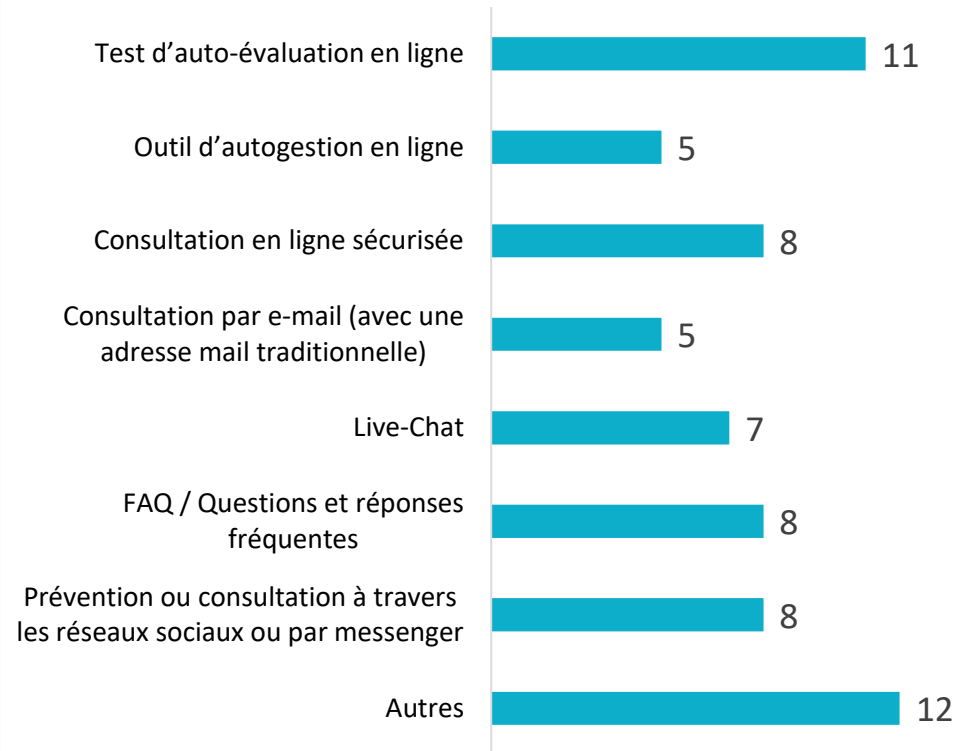 Test d’auto-évaluation en ligne
11
Outil d’autogestion en ligne
5
Consultation en ligne sécurisée
8
Consultation par e-mail (avec une
adresse mail traditionnelle)
5
Live-Chat
7
FAQ / Questions et réponses
fréquentes
8
Prévention ou consultation à travers
les réseaux sociaux ou par messenger
8
Autres
12